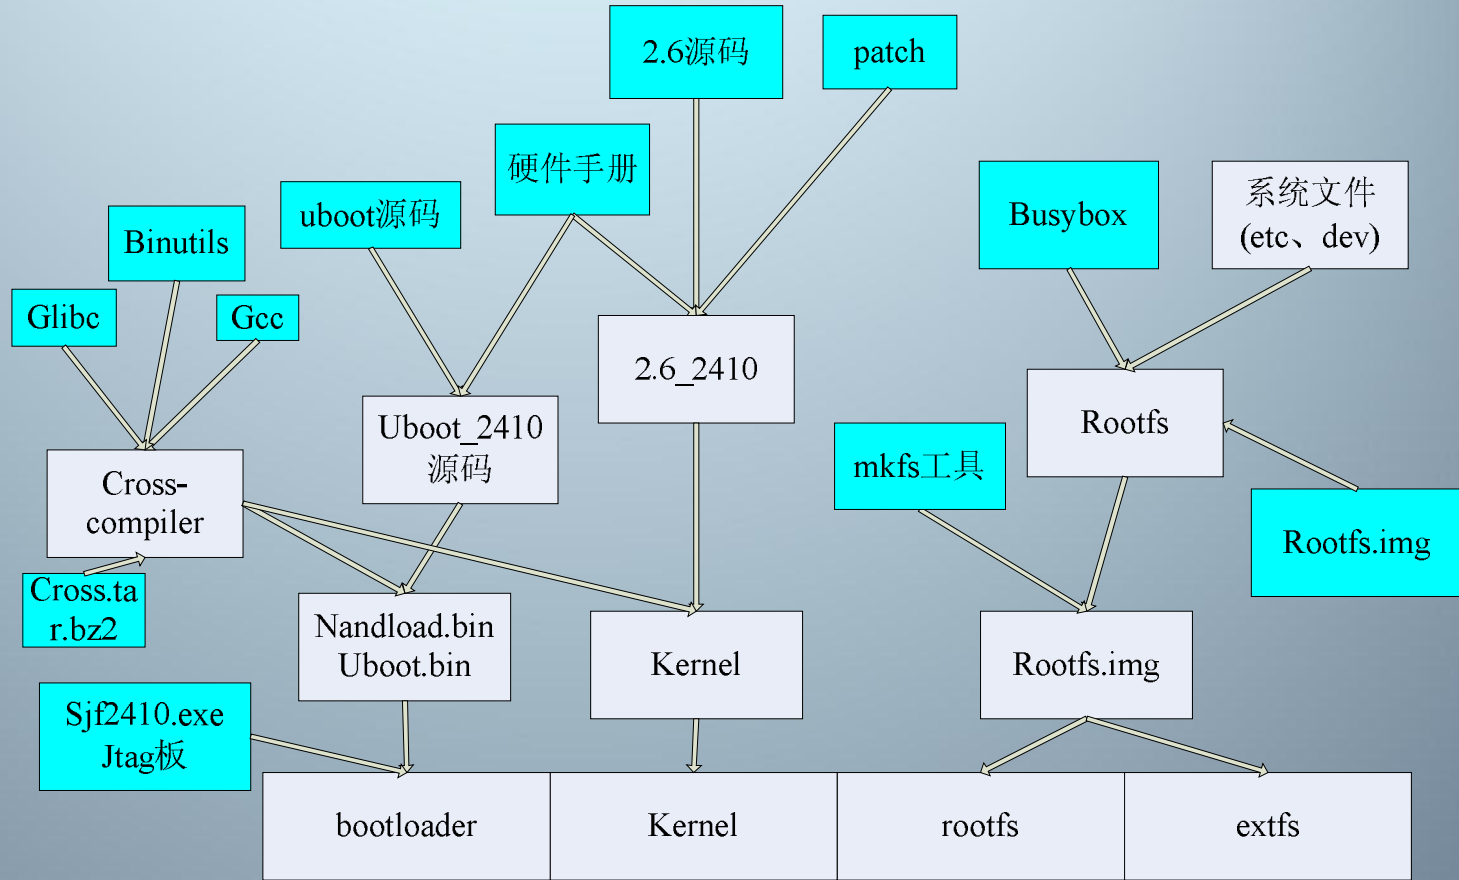 2.6源码
patch
硬件手册
uboot源码
Binutils
Glibc
Gcc
Busybox
系统文件
(etc、dev)
2.6_2410
Rootfs
Uboot_2410
源码
mkfs工具
Cross-
compiler
Rootfs.img
Cross.ta
r.bz2
Nandload.bin
Uboot.bin
Kernel
Rootfs.img
Sjf2410.exe
Jtag板
bootloader
Kernel
rootfs
extfs